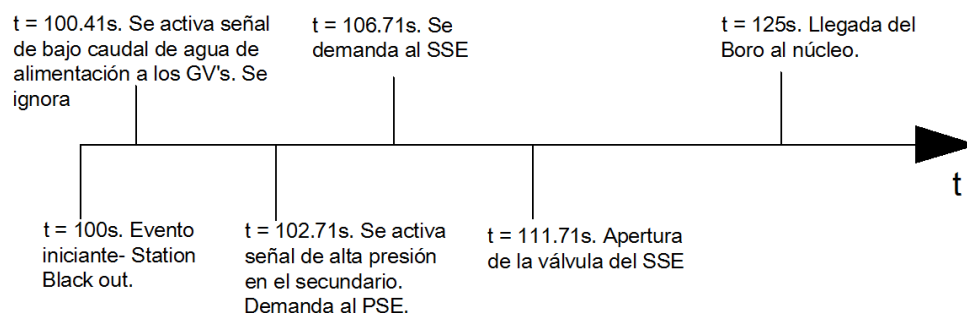 t = 100.41s. Se activa señal
de bajo caudal de agua de
alimentación a los GV's. Se
ignora
t = 106.71s. Se
demanda al SSE
t = 125s. Llegada del
Boro al núcleo.
t
t = 100s. Evento
iniciante- Station
Black out.
t = 102.71s. Se activa
señal de alta presión
en el secundario.
Demanda al PSE.
t = 111.71s. Apertura
de la válvula del SSE